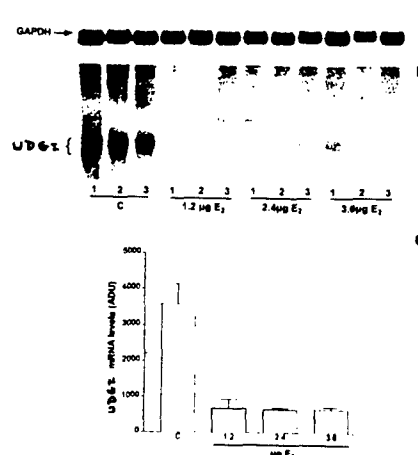 GAPDH →
UDGZ {
1 2 3 1 2 3 1 2 3 1 2 3
C 1.2 µg E₂ 2.4µg E₂ 3.6µg E₂
UDGZ mRNA levels (ADU)
5000
4000
3000
2000
1000
0
C 1.2 2.4 3.6
µg E₂